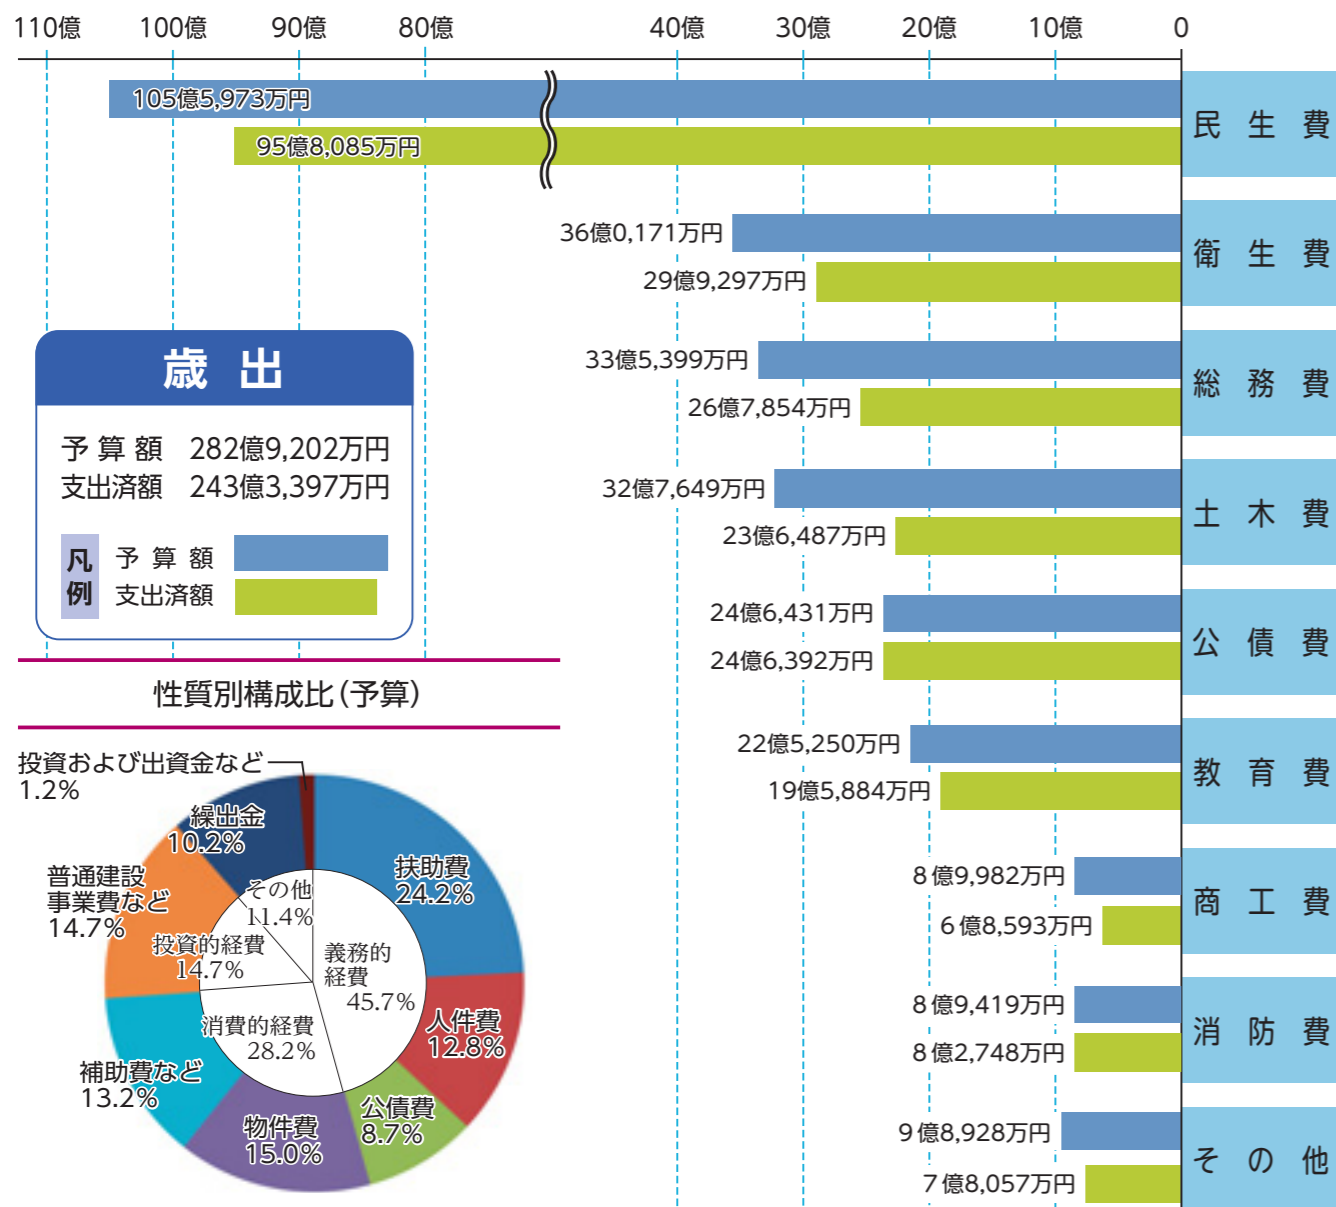 110億 100億 90億 80億 40億 30億 20億 10億 0
105億5,973万円
95億8,085万円
民生費
36億0,171万円
29億9,297万円
衛生費
33億5,399万円
26億7,854万円
総務費
32億7,649万円
23億6,487万円
土木費
24億6,431万円
24億6,392万円
公債費
22億5,250万円
19億5,884万円
教育費
8億9,982万円
6億8,593万円
商工費
8億9,419万円
8億2,748万円
消防費
9億8,928万円
7億8,057万円
その他
歳出
予算額 282億9,202万円
支出済額 243億3,397万円
凡例
予算額
支出済額
性質別構成比(予算)
投資および出資金など
1.2%
繰出金
10.2%
普通建設
事業費など
14.7%
補助費など
13.2%
物件費
15.0%
公債費
8.7%
人件費
12.8%
扶助費
24.2%
その他
11.4%
投資的経費
14.7%
消費的経費
28.2%
義務的
経費
45.7%